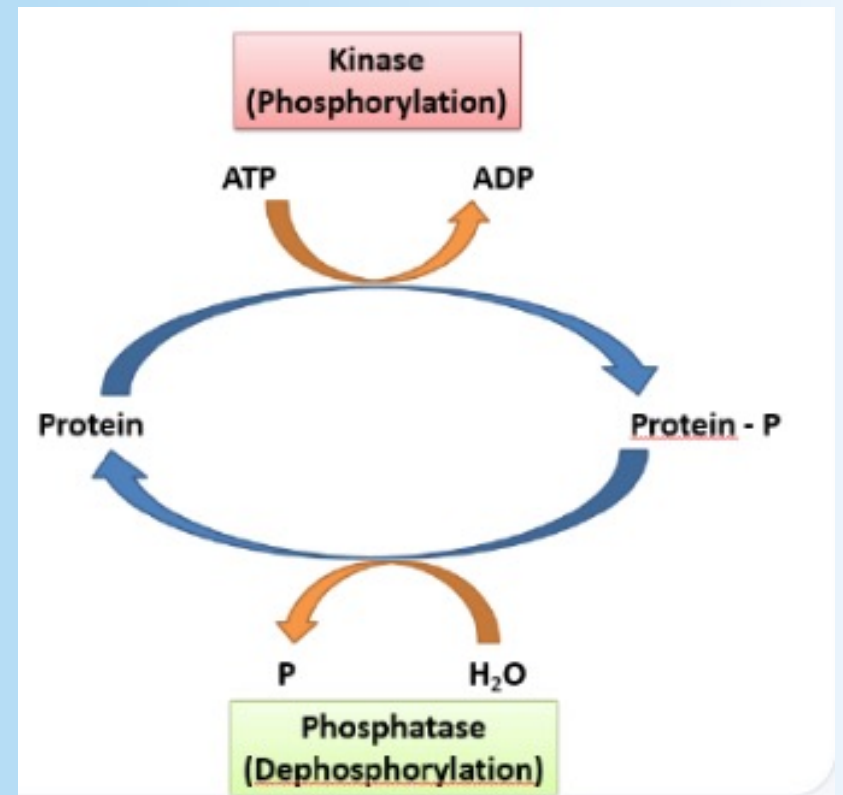 Kinase
(Phosphorylation)
ATP ADP
Protein Protein - P
P H₂O
Phosphatase
(Dephosphorylation)